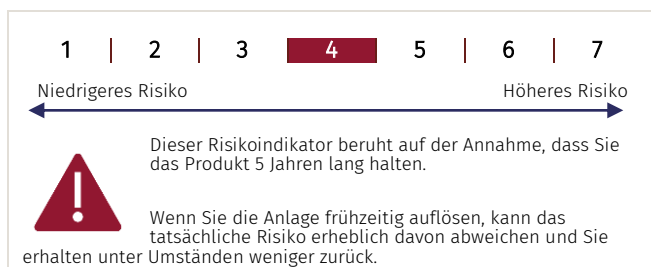 1 | 2 | 3 | 4 | 5 | 6 | 7
Niedrigeres Risiko Höheres Risiko
Dieser Risikoindikator beruht auf der Annahme, dass Sie
das Produkt 5 Jahren lang halten.
Wenn Sie die Anlage frühzeitig auflösen, kann das
tatsächliche Risiko erheblich davon abweichen und Sie
erhalten unter Umständen weniger zurück.